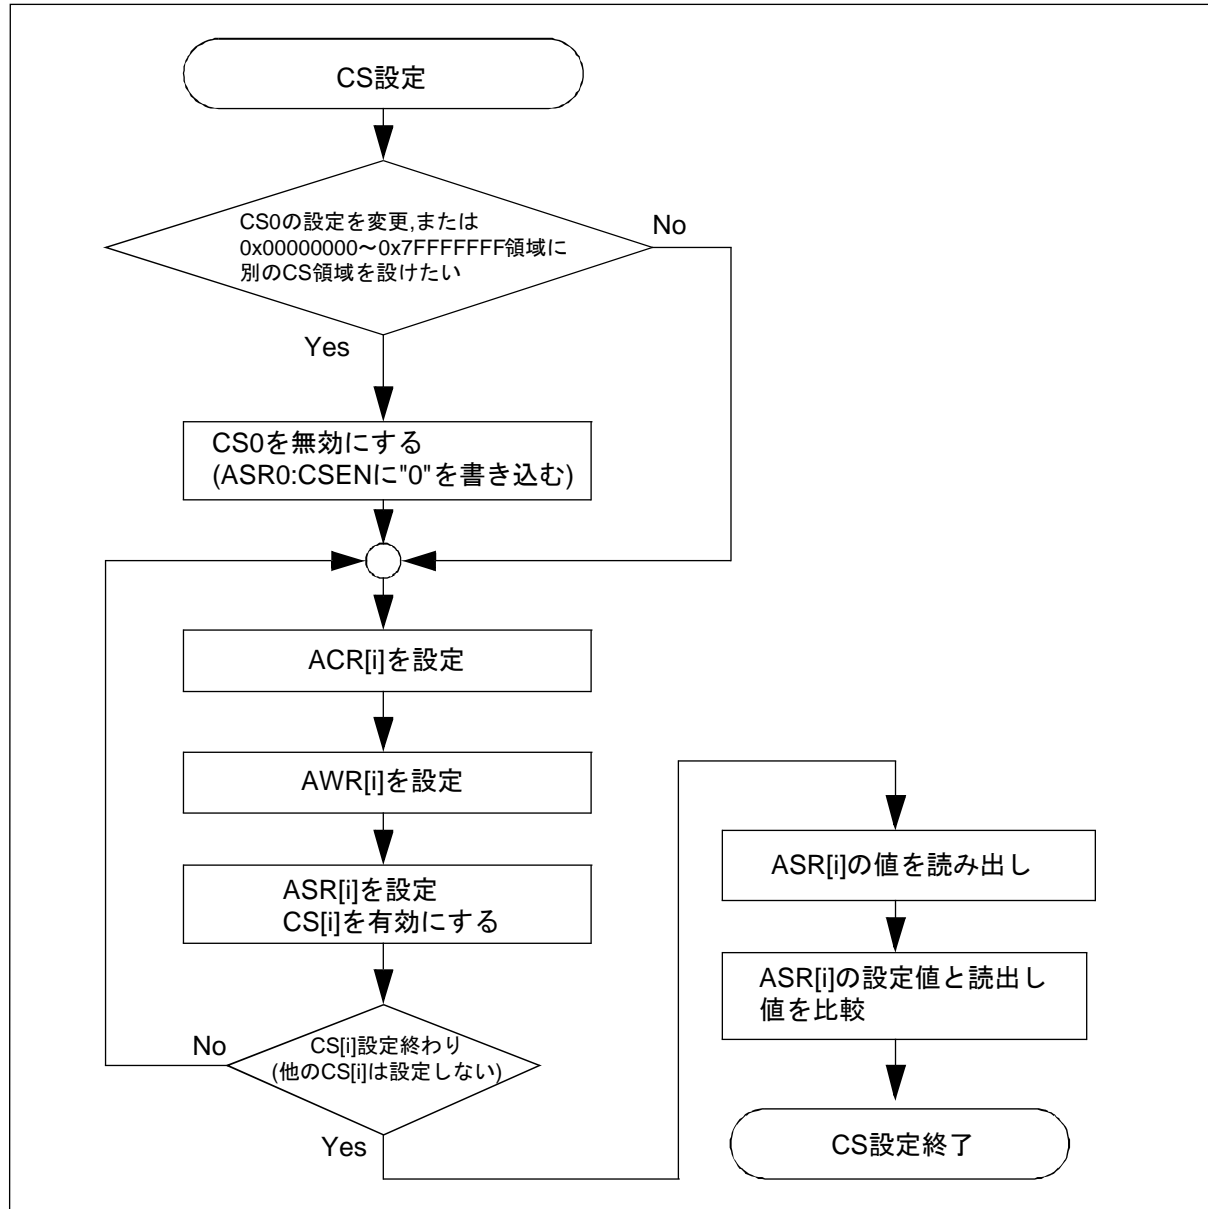 CS設定
CS0の設定を変更,または
0x00000000～0x7FFFFFFF領域に
別のCS領域を設けたい
No
Yes
CS0を無効にする
(ASR0:CSENに"0"を書き込む)
ACR[i]を設定
AWR[i]を設定
ASR[i]を設定
CS[i]を有効にする
No
CS[i]設定終わり
(他のCS[i]は設定しない)
Yes
ASR[i]の値を読み出し
ASR[i]の設定値と読出し
値を比較
CS設定終了